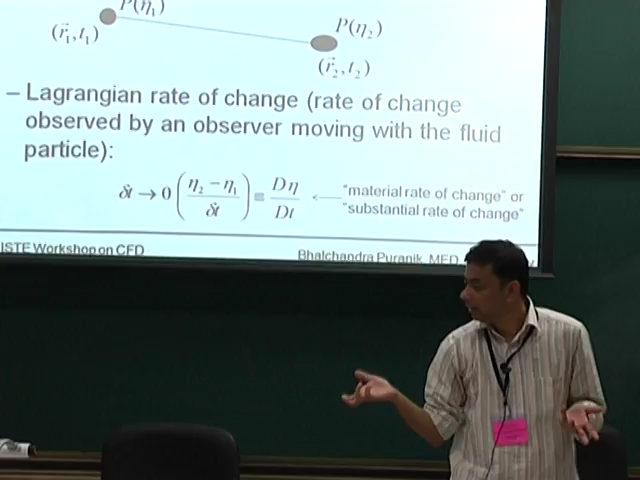 P(η₁)
(r⃗₁,t₁)
P(η₂)
(r⃗₂,t₂)
– Lagrangian rate of change (rate of change
observed by an observer moving with the fluid
particle):
δt → 0 ( (η₂ − η₁) / δt ) ≡ Dη / Dt ← "material rate of change" or
"substantial rate of change"
ISTE Workshop on CFD
Bhalchandra Puranik, MED